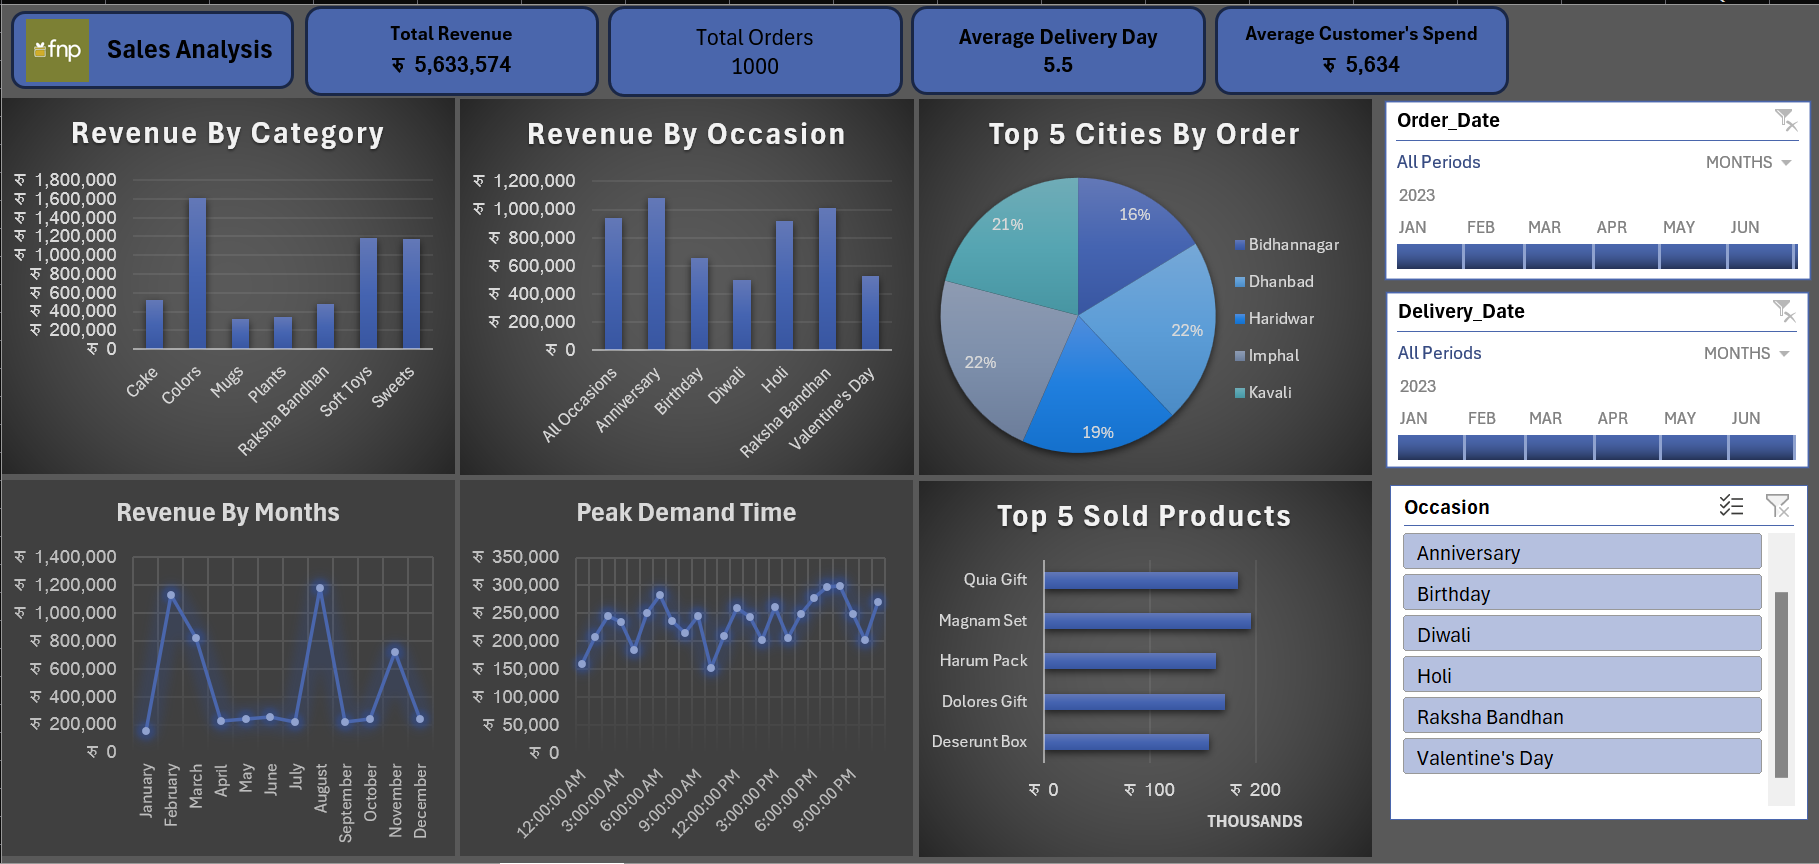 fnp
Sales Analysis
Total Revenue
रु 5,633,574
Total Orders
1000
Average Delivery Day
5.5
Average Customer's Spend
रु 5,634
Revenue By Category
रु 1,800,000
रु 1,600,000
रु 1,400,000
रु 1,200,000
रु 1,000,000
रु 800,000
रु 600,000
रु 400,000
रु 200,000
रु 0
Cake
Colors
Mugs
Plants
Raksha Bandhan
Soft Toys
Sweets
Revenue By Occasion
रु 1,200,000
रु 1,000,000
रु 800,000
रु 600,000
रु 400,000
रु 200,000
रु 0
All Occasions
Anniversary
Birthday
Diwali
Holi
Raksha Bandhan
Valentine's Day
Top 5 Cities By Order
16%
22%
19%
22%
21%
Bidhannagar
Dhanbad
Haridwar
Imphal
Kavali
Order_Date
All Periods MONTHS
2023
JAN FEB MAR APR MAY JUN
Delivery_Date
All Periods MONTHS
2023
JAN FEB MAR APR MAY JUN
Revenue By Months
रु 1,400,000
रु 1,200,000
रु 1,000,000
रु 800,000
रु 600,000
रु 400,000
रु 200,000
रु 0
January
February
March
April
May
June
July
August
September
October
November
December
Peak Demand Time
रु 350,000
रु 300,000
रु 250,000
रु 200,000
रु 150,000
रु 100,000
रु 50,000
रु 0
12:00:00 AM
3:00:00 AM
6:00:00 AM
9:00:00 AM
12:00:00 PM
3:00:00 PM
6:00:00 PM
9:00:00 PM
Top 5 Sold Products
Quia Gift
Magnam Set
Harum Pack
Dolores Gift
Deserunt Box
रु 0 रु 100 रु 200
THOUSANDS
Occasion
Anniversary
Birthday
Diwali
Holi
Raksha Bandhan
Valentine's Day